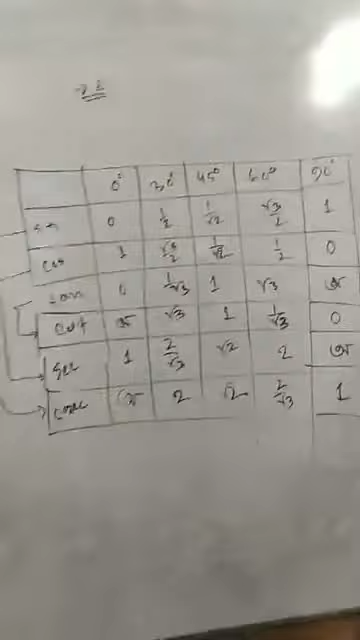 0° 30° 45° 60° 90°
sin 0 1/2 1/√2 √3/2 1
cos 1 √3/2 1/√2 1/2 0
tan 0 1/√3 1 √3 ∞
cot ∞ √3 1 1/√3 0
sec 1 2/√3 √2 2 ∞
cosec ∞ 2 √2 2/√3 1